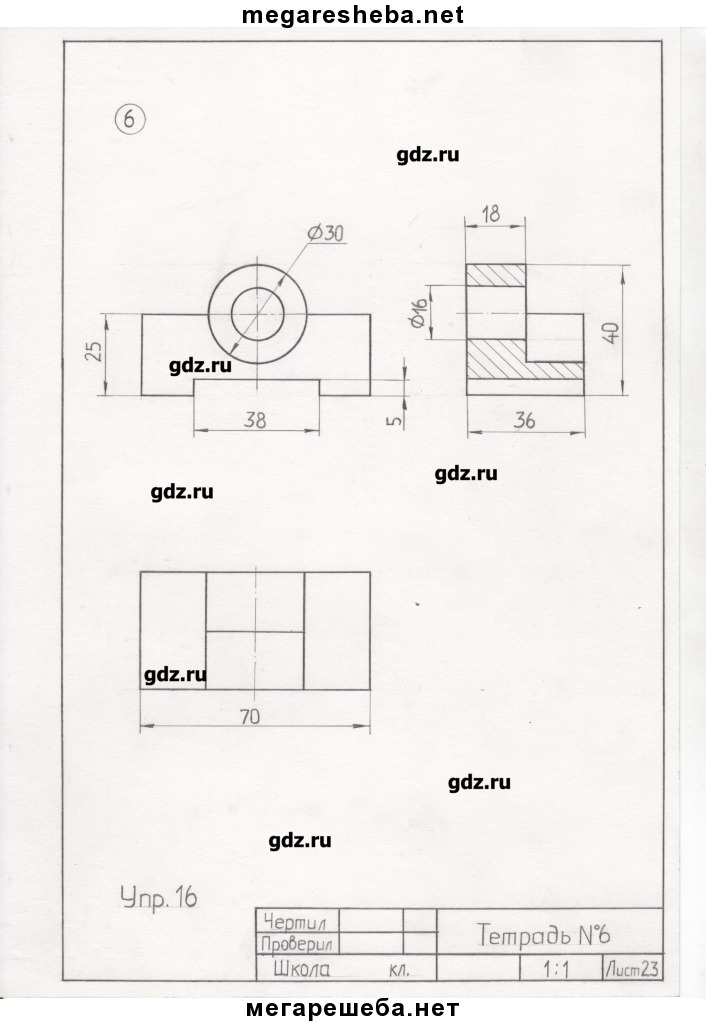 megaresheba.net
6
gdz.ru
18
Ø30
Ø16
40
25
gdz.ru
38
5
36
gdz.ru
gdz.ru
gdz.ru
70
gdz.ru
gdz.ru
Упр. 16
Чертил
Проверил
Тетрадь №6
Школа кл. 1:1 Лист 23
мегарешеба.нет